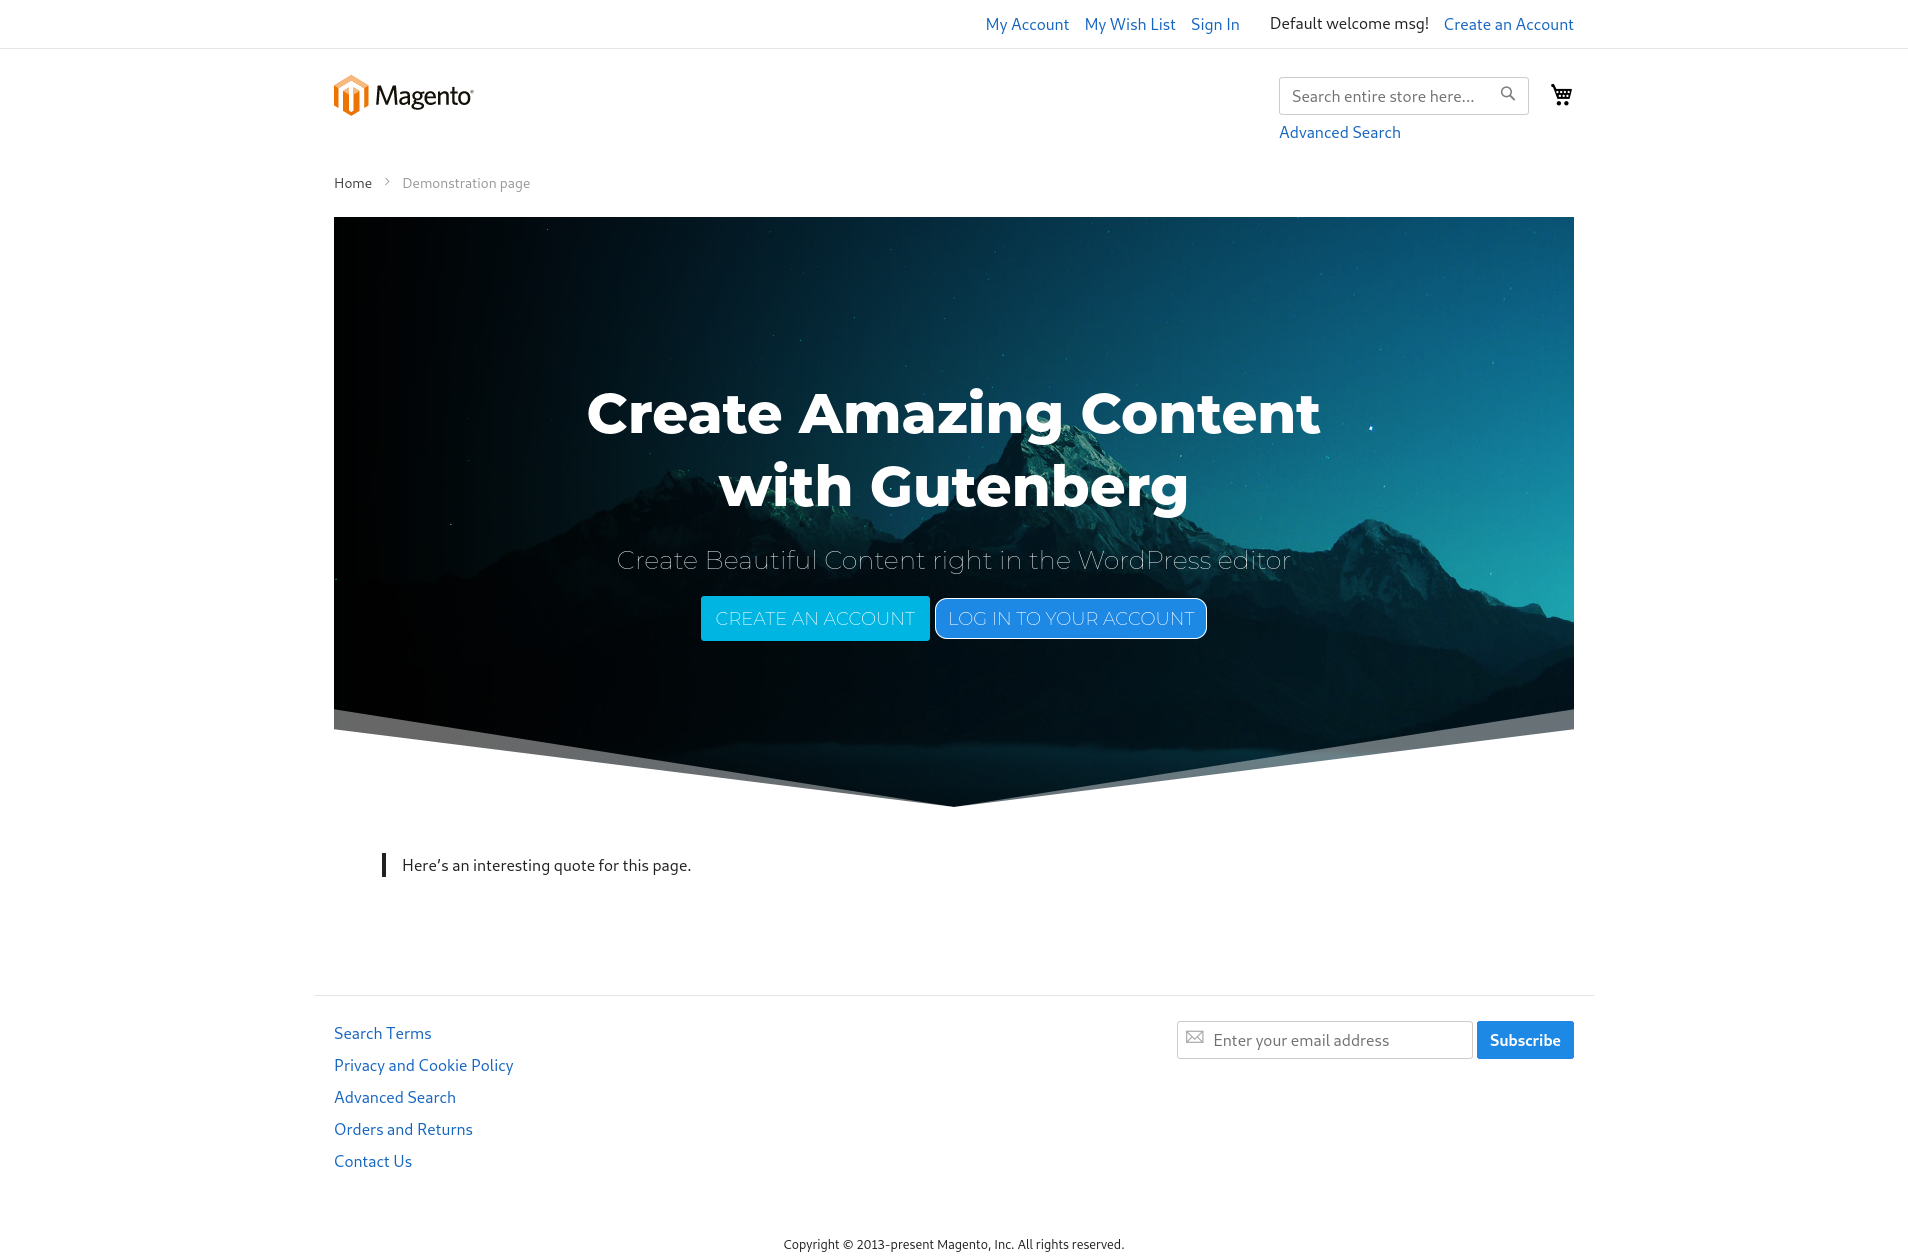 My Account My Wish List Sign In Default welcome msg! Create an Account
Magento
Search entire store here...
Advanced Search
Home Demonstration page
Create Amazing Content
with Gutenberg
Create Beautiful Content right in the WordPress editor
CREATE AN ACCOUNT LOG IN TO YOUR ACCOUNT
Here’s an interesting quote for this page.
Search Terms
Privacy and Cookie Policy
Advanced Search
Orders and Returns
Contact Us
Enter your email address Subscribe
Copyright © 2013-present Magento, Inc. All rights reserved.